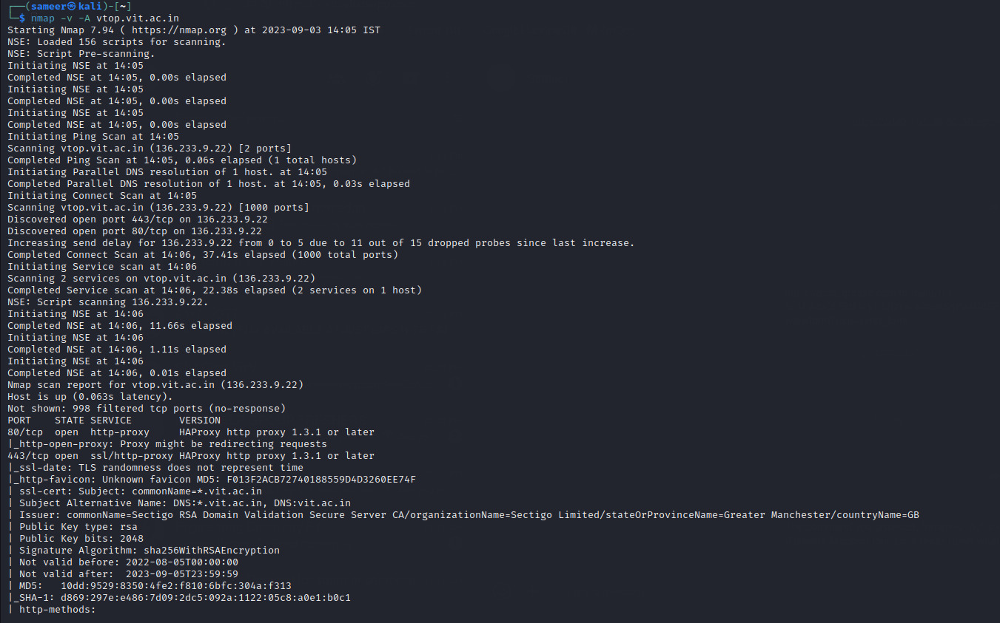 ┌──(sameer㉿kali)-[~]
└─$ nmap -v -A vtop.vit.ac.in
Starting Nmap 7.94 ( https://nmap.org ) at 2023-09-03 14:05 IST
NSE: Loaded 156 scripts for scanning.
NSE: Script Pre-scanning.
Initiating NSE at 14:05
Completed NSE at 14:05, 0.00s elapsed
Initiating NSE at 14:05
Completed NSE at 14:05, 0.00s elapsed
Initiating NSE at 14:05
Completed NSE at 14:05, 0.00s elapsed
Initiating Ping Scan at 14:05
Scanning vtop.vit.ac.in (136.233.9.22) [2 ports]
Completed Ping Scan at 14:05, 0.06s elapsed (1 total hosts)
Initiating Parallel DNS resolution of 1 host. at 14:05
Completed Parallel DNS resolution of 1 host. at 14:05, 0.03s elapsed
Initiating Connect Scan at 14:05
Scanning vtop.vit.ac.in (136.233.9.22) [1000 ports]
Discovered open port 443/tcp on 136.233.9.22
Discovered open port 80/tcp on 136.233.9.22
Increasing send delay for 136.233.9.22 from 0 to 5 due to 11 out of 15 dropped probes since last increase.
Completed Connect Scan at 14:06, 37.41s elapsed (1000 total ports)
Initiating Service scan at 14:06
Scanning 2 services on vtop.vit.ac.in (136.233.9.22)
Completed Service scan at 14:06, 22.38s elapsed (2 services on 1 host)
NSE: Script scanning 136.233.9.22.
Initiating NSE at 14:06
Completed NSE at 14:06, 11.66s elapsed
Initiating NSE at 14:06
Completed NSE at 14:06, 1.11s elapsed
Initiating NSE at 14:06
Completed NSE at 14:06, 0.01s elapsed
Nmap scan report for vtop.vit.ac.in (136.233.9.22)
Host is up (0.063s latency).
Not shown: 998 filtered tcp ports (no-response)
PORT    STATE SERVICE        VERSION
80/tcp  open  http-proxy     HAProxy http proxy 1.3.1 or later
|_http-open-proxy: Proxy might be redirecting requests
443/tcp open  ssl/http-proxy HAProxy http proxy 1.3.1 or later
|_ssl-date: TLS randomness does not represent time
|_http-favicon: Unknown favicon MD5: F013F2ACB72740188559D4D3260EE74F
| ssl-cert: Subject: commonName=*.vit.ac.in
| Subject Alternative Name: DNS:*.vit.ac.in, DNS:vit.ac.in
| Issuer: commonName=Sectigo RSA Domain Validation Secure Server CA/organizationName=Sectigo Limited/stateOrProvinceName=Greater Manchester/countryName=GB
| Public Key type: rsa
| Public Key bits: 2048
| Signature Algorithm: sha256WithRSAEncryption
| Not valid before: 2022-08-05T00:00:00
| Not valid after:  2023-09-05T23:59:59
| MD5:   10dd:9529:8350:4fe2:f810:6bfc:304a:f313
|_SHA-1: d869:297e:e486:7d09:2dc5:092a:1122:05c8:a0e1:b0c1
| http-methods: